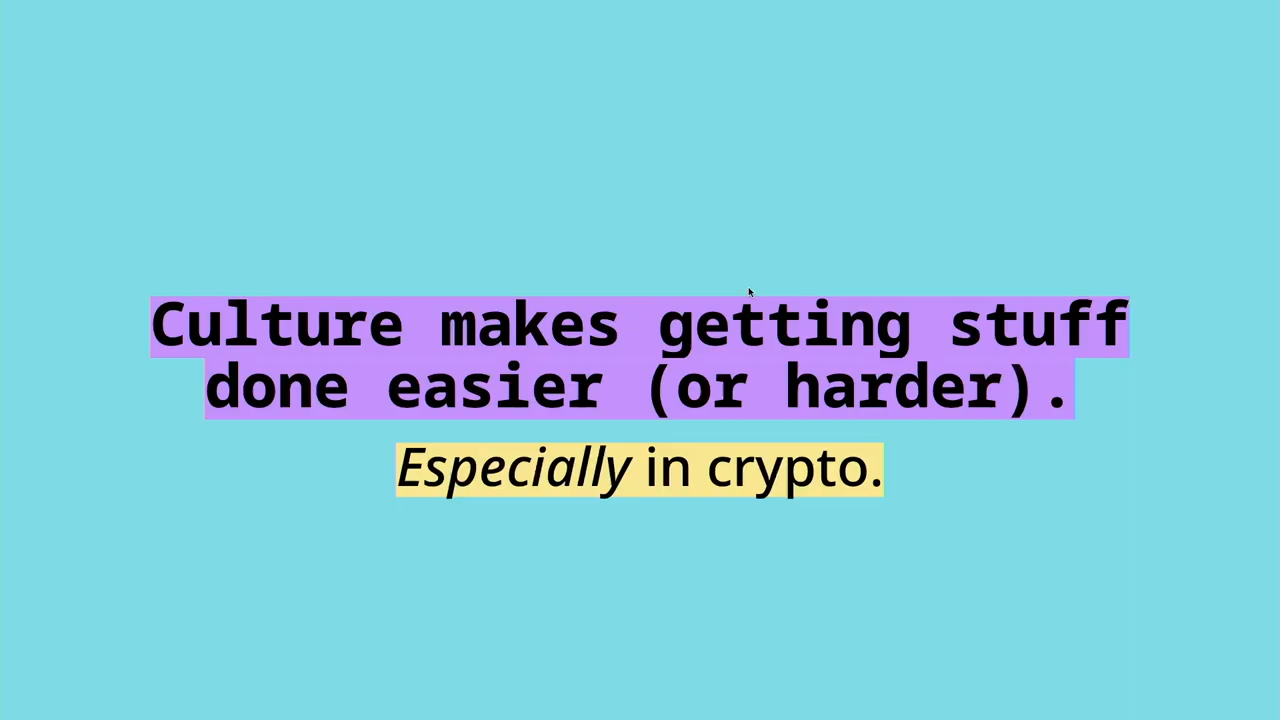 Culture makes getting stuff
done easier (or harder).
Especially in crypto.